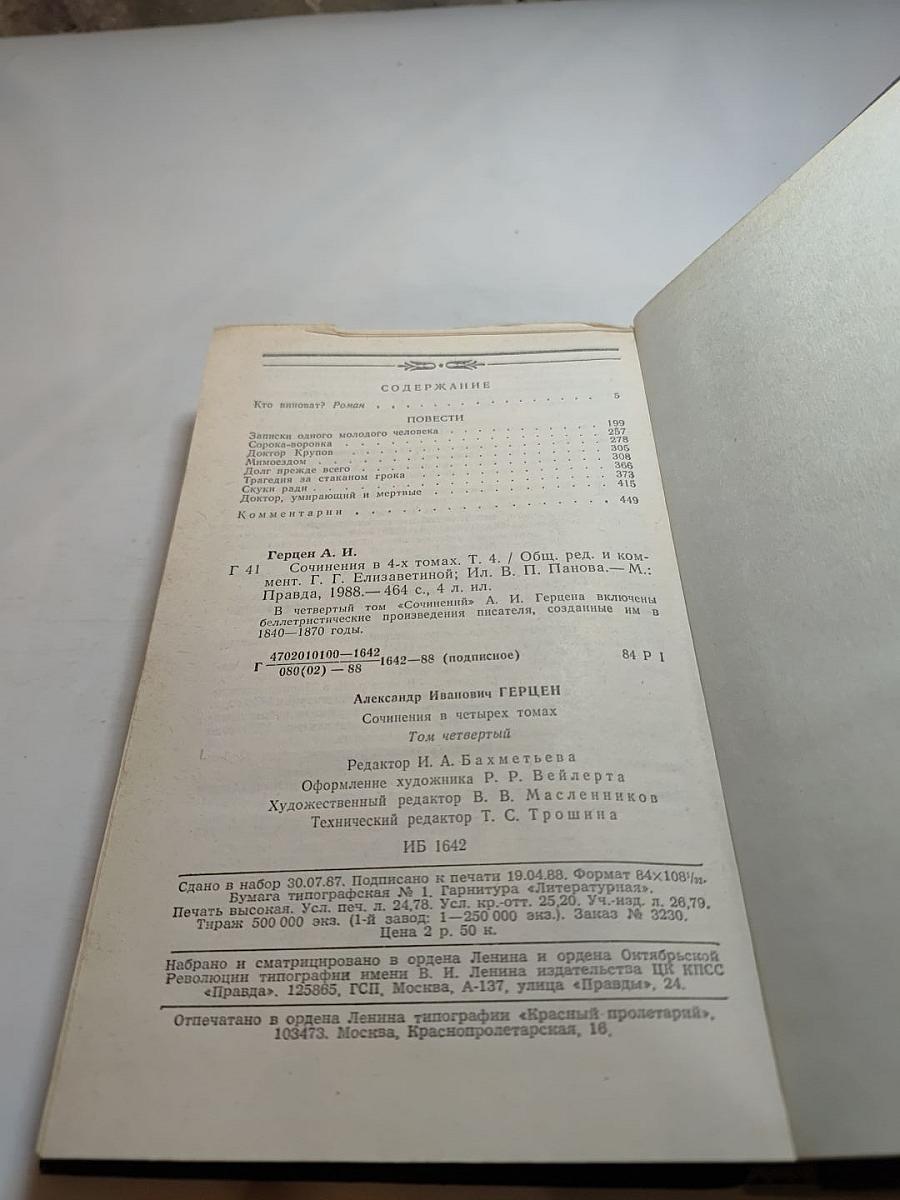 СОДЕРЖАНИЕ
Кто виноват? Роман . . . . . . . . . . . . 5
ПОВЕСТИ
Записки одного молодого человека . . . . . . . . . 199
Сорока-воровка . . . . . . . . . . . . 257
Доктор Крупов . . . . . . . . . . . . 278
Мимоездом . . . . . . . . . . . . 305
Долг прежде всего . . . . . . . . . . . . 308
Трагедия за стаканом грока . . . . . . . . . . 366
Скуки ради . . . . . . . . . . . . 373
Доктор, умирающий и мертвые . . . . . . . . . 415
Комментарии . . . . . . . . . . . . 449
Герцен А. И.
Г 41 Сочинения в 4-х томах. Т. 4. / Общ. ред. и ком-
мент. Г. Г. Елизаветиной; Ил. В. П. Панова.— М.:
Правда, 1988.— 464 с., 4 л. ил.
В четвертый том «Сочинений» А. И. Герцена включены
беллетристические произведения писателя, созданные им в
1840—1870 годы.
Г 4702010100—1642
080(02) — 88 1642—88 (подписное) 84 Р 1
Александр Иванович ГЕРЦЕН
Сочинения в четырех томах
Том четвертый
Редактор И. А. Бахметьева
Оформление художника Р. Р. Вейлерта
Художественный редактор В. В. Масленников
Технический редактор Т. С. Трошина
ИБ 1642
Сдано в набор 30.07.87. Подписано к печати 19.04.88. Формат 84×108¹/₃₂.
Бумага типографская № 1. Гарнитура «Литературная».
Печать высокая. Усл. печ. л. 24,78. Усл. кр.-отт. 25,20. Уч.-изд. л. 26,79.
Тираж 500 000 экз. (1-й завод: 1—250 000 экз.). Заказ № 3230.
Цена 2 р. 50 к.
Набрано и сматрицировано в ордена Ленина и ордена Октябрьской
Революции типографии имени В. И. Ленина издательства ЦК КПСС
«Правда». 125865, ГСП, Москва, А-137, улица «Правды», 24.
Отпечатано в ордена Ленина типографии «Красный пролетарий».
103473. Москва, Краснопролетарская, 16.